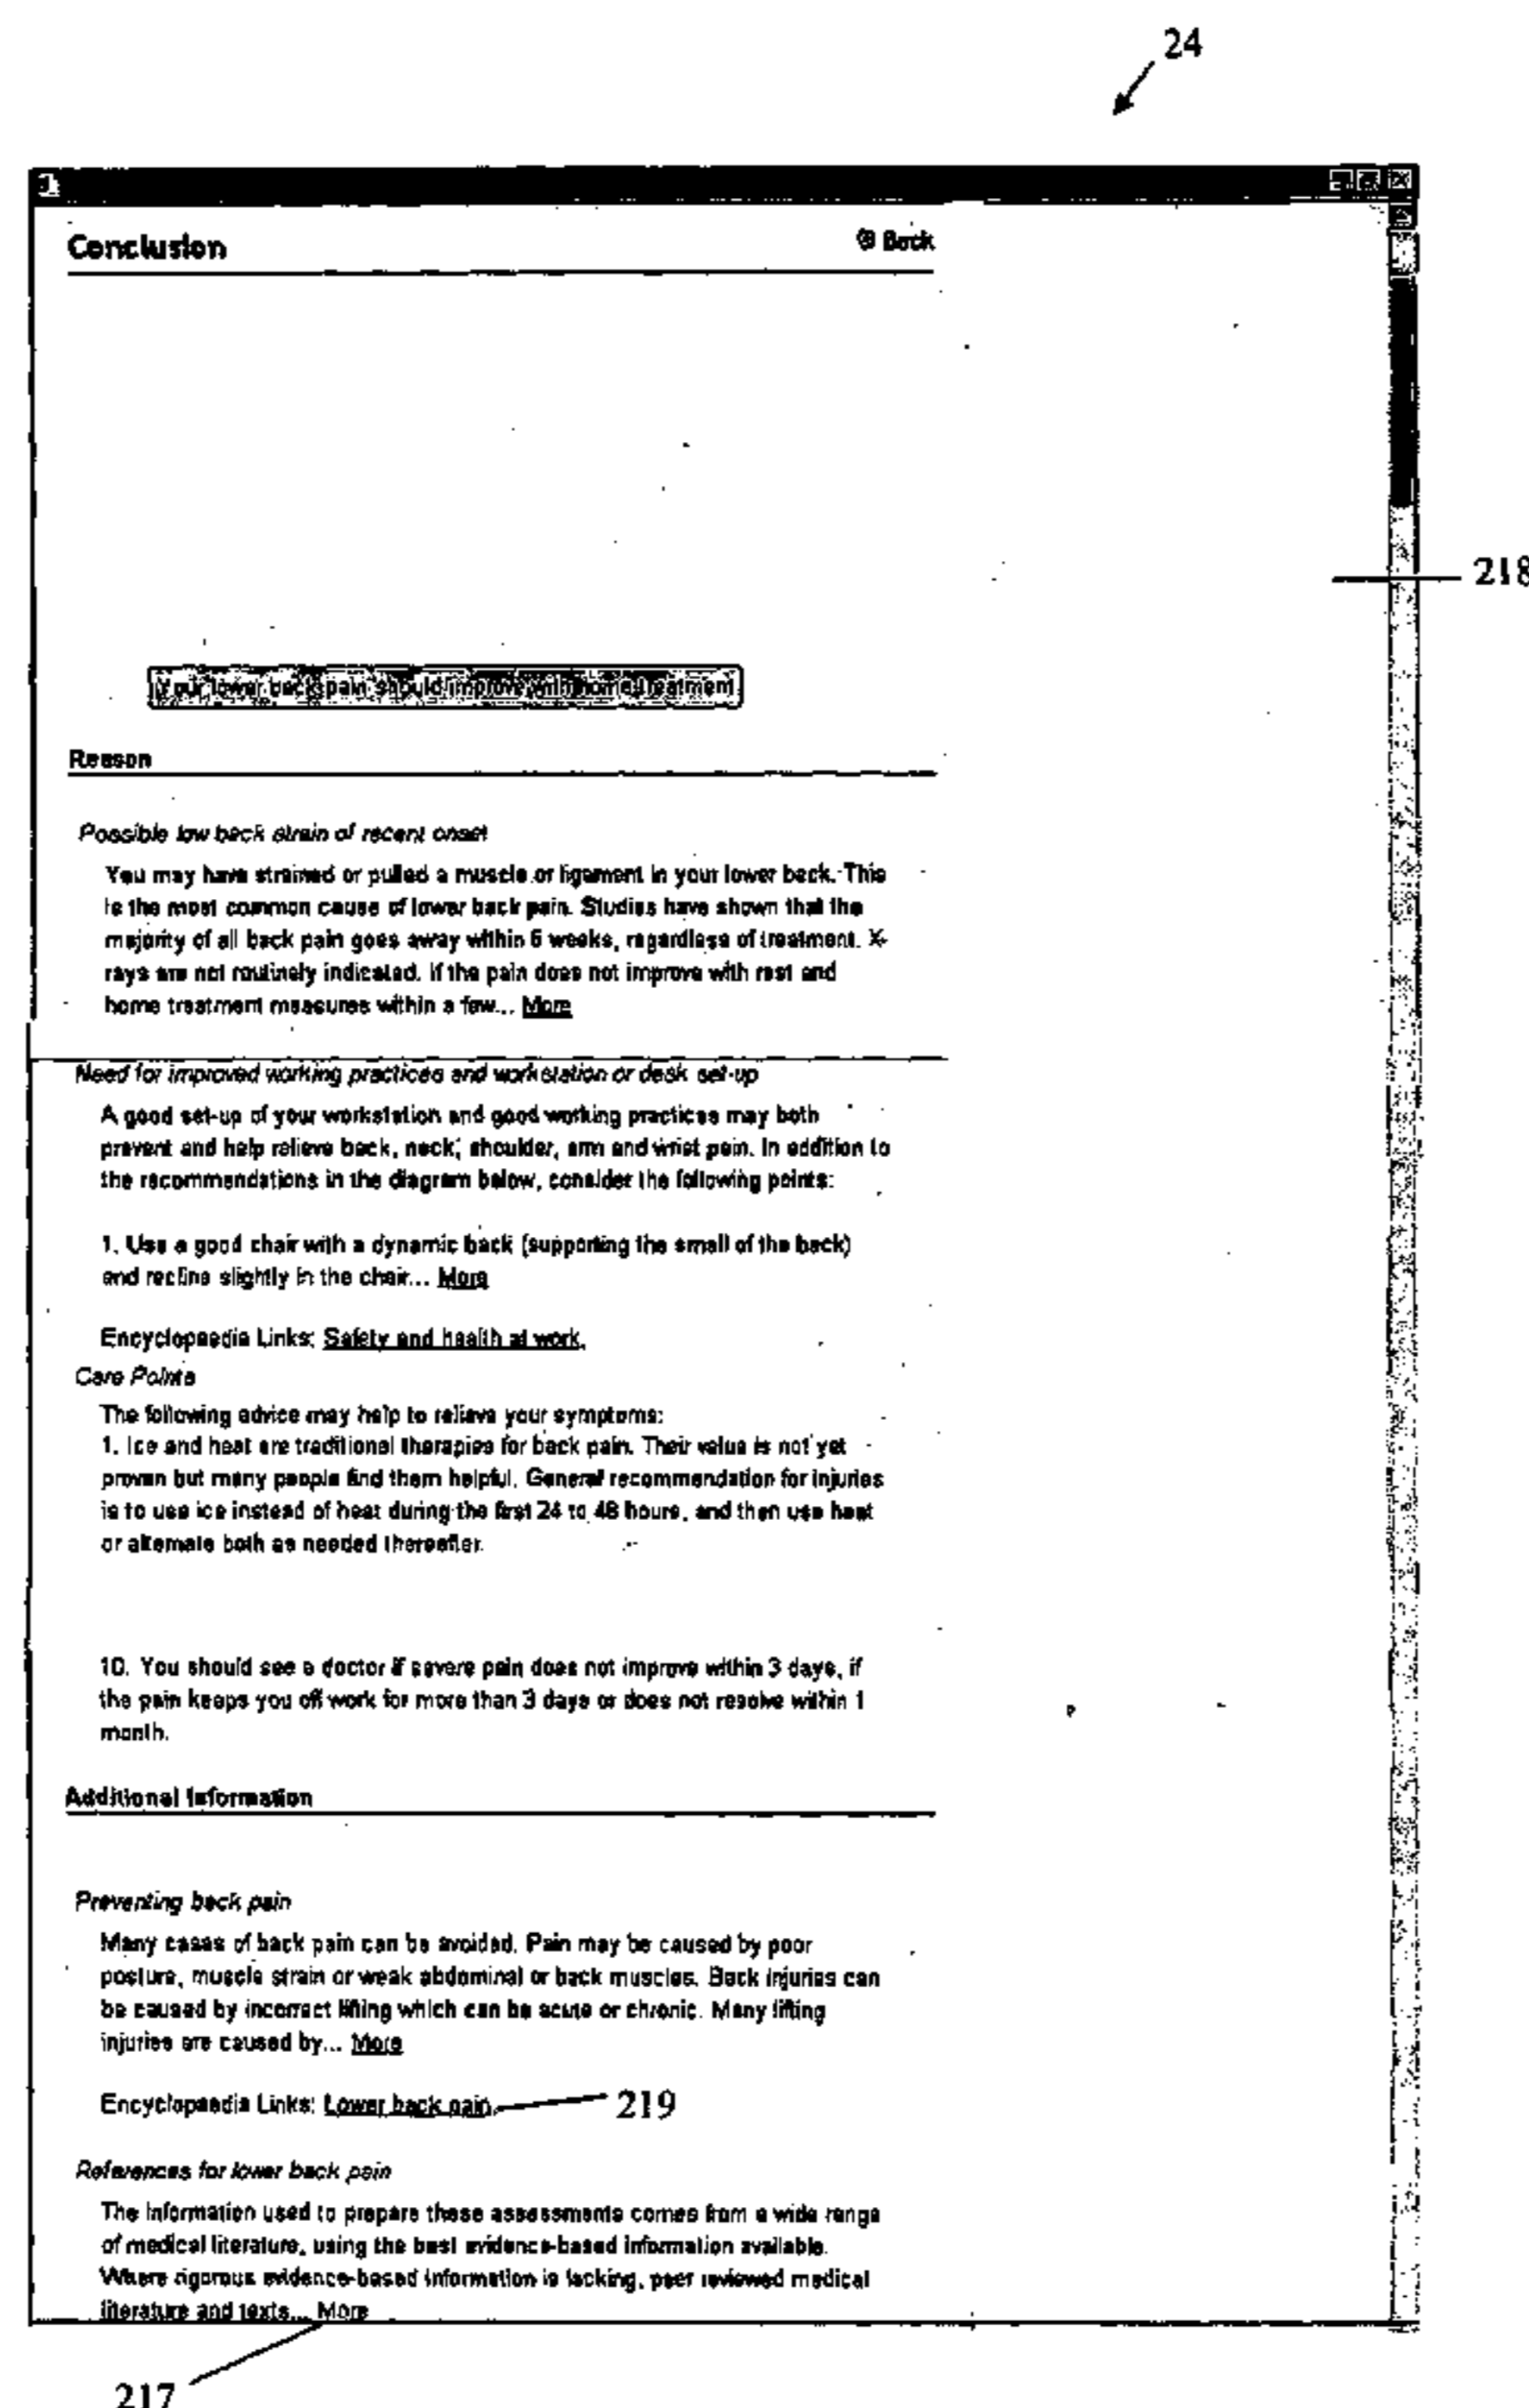 24
Conclusion
Back
Your lower back pain should improve with home treatment
218
Reason
Possible low back strain of recent onset
You may have strained or pulled a muscle or ligament in your lower back. This
is the most common cause of lower back pain. Studies have shown that the
majority of all back pain goes away within 6 weeks, regardless of treatment. X-
rays are not routinely indicated. If the pain does not improve with rest and
home treatment measures within a few... More
Need for improved working practices and workstation or desk set-up
A good set-up of your workstation and good working practices may both
prevent and help relieve back, neck, shoulder, arm and wrist pain. In addition to
the recommendations in the diagram below, consider the following points:
1. Use a good chair with a dynamic back (supporting the small of the back)
and recline slightly in the chair... More
Encyclopaedia Links: Safety and health at work,
Care Points
The following advice may help to relieve your symptoms:
1. Ice and heat are traditional therapies for back pain. Their value is not yet
proven but many people find them helpful. General recommendation for injuries
is to use ice instead of heat during the first 24 to 48 hours, and then use heat
or alternate both as needed thereafter.
10. You should see a doctor if severe pain does not improve within 3 days, if
the pain keeps you off work for more than 3 days or does not resolve within 1
month.
Additional Information
Preventing back pain
Many cases of back pain can be avoided. Pain may be caused by poor
posture, muscle strain or weak abdominal or back muscles. Back injuries can
be caused by incorrect lifting which can be acute or chronic. Many lifting
injuries are caused by... More
Encyclopaedia Links: Lower back pain, 219
References for lower back pain
The information used to prepare these assessments comes from a wide range
of medical literature, using the best evidence-based information available.
Where rigorous evidence-based information is lacking, peer reviewed medical
literature and texts... More
217